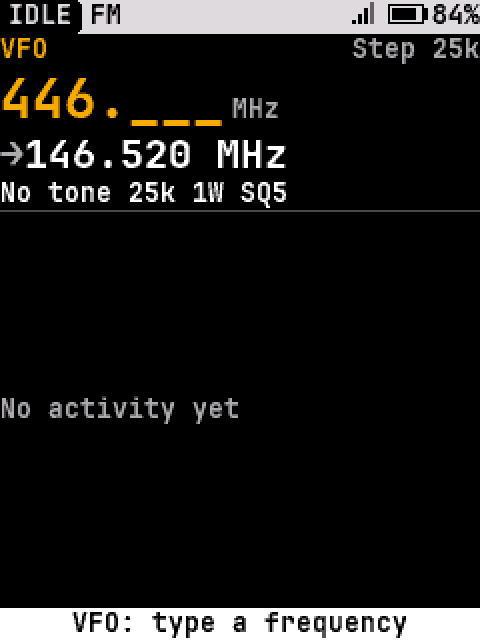 IDLE FM 84%
VFO Step 25k
446.___ MHz
→146.520 MHz
No tone 25k 1W SQ5
No activity yet
VFO: type a frequency